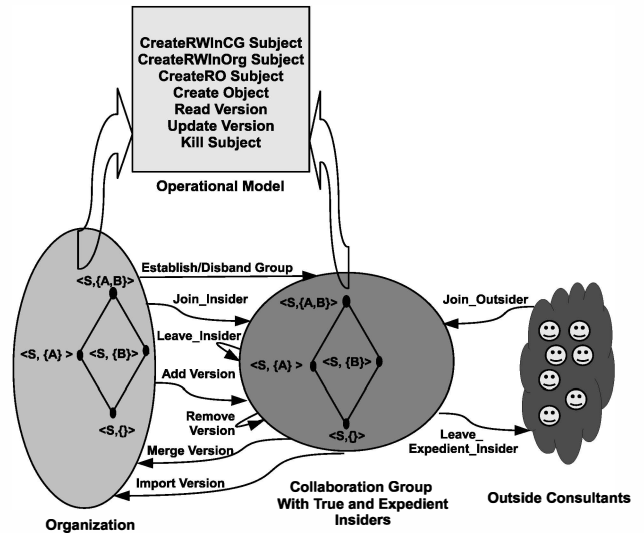 CreateRWInCG Subject
CreateRWInOrg Subject
CreateRO Subject
Create Object
Read Version
Update Version
Kill Subject
Operational Model
<S,{A,B}>
<S, {A} >
<S, {B}>
<S,{}>
Organization
Establish/Disband Group
Join_Insider
Leave_Insider
Add Version
Remove
Version
Merge Version
Import Version
<S,{A,B}>
<S, {A} >
<S, {B}>
<S,{}>
Collaboration Group
With True and Expedient
Insiders
Join_Outsider
Leave_
Expedient_Insider
Outside Consultants